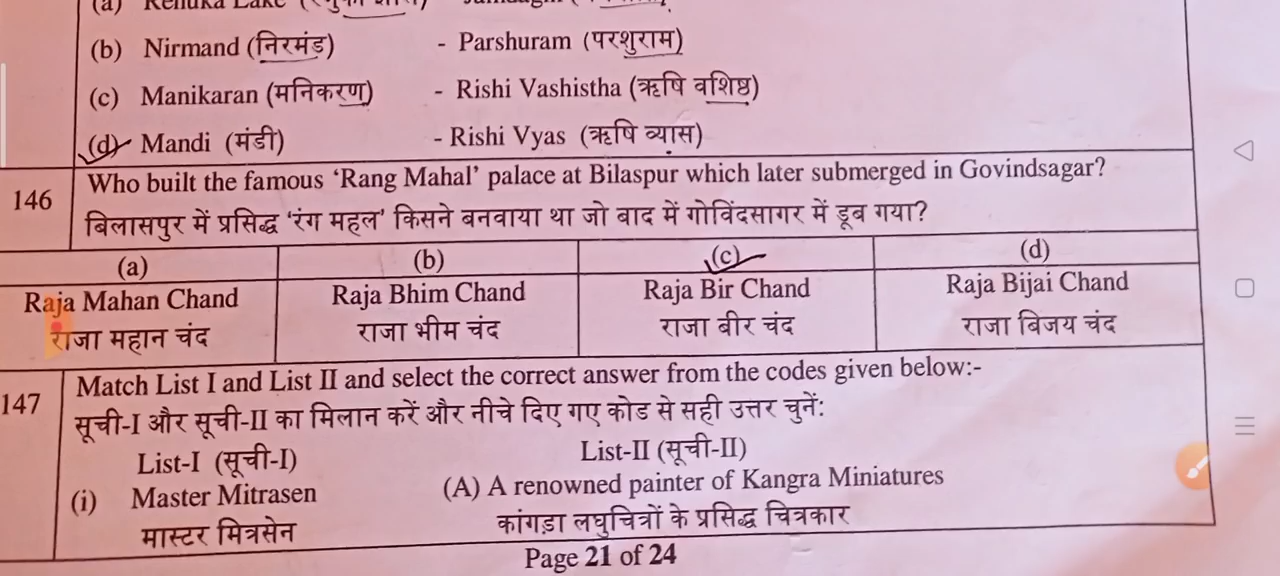 (a) Renuka Lake
(b) Nirmand (निरमंड) - Parshuram (परशुराम)
(c) Manikaran (मनिकरण) - Rishi Vashistha (ऋषि वशिष्ठ)
(d) Mandi (मंडी) - Rishi Vyas (ऋषि व्यास)
146 Who built the famous ‘Rang Mahal’ palace at Bilaspur which later submerged in Govindsagar?
बिलासपुर में प्रसिद्ध ‘रंग महल’ किसने बनवाया था जो बाद में गोविंदसागर में डूब गया?
(a) (b) (c) (d)
Raja Mahan Chand Raja Bhim Chand Raja Bir Chand Raja Bijai Chand
राजा महान चंद राजा भीम चंद राजा बीर चंद राजा विजय चंद
147 Match List I and List II and select the correct answer from the codes given below:-
सूची-I और सूची-II का मिलान करें और नीचे दिए गए कोड से सही उत्तर चुनें:
List-I (सूची-I) List-II (सूची-II)
(i) Master Mitrasen (A) A renowned painter of Kangra Miniatures
मास्टर मित्रसेन कांगड़ा लघुचित्रों के प्रसिद्ध चित्रकार
Page 21 of 24